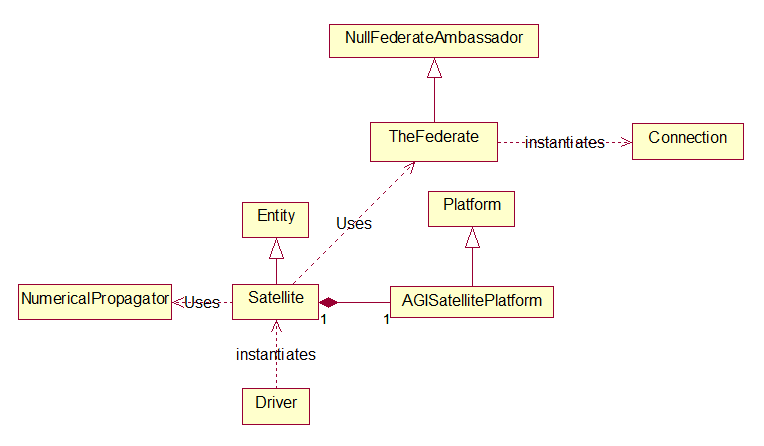 NullFederateAmbassador
TheFederate
instantiates
Connection
Platform
Entity
Uses
NumericalPropagator
Uses
Satellite
AGISatellitePlatform
1
1
instantiates
Driver